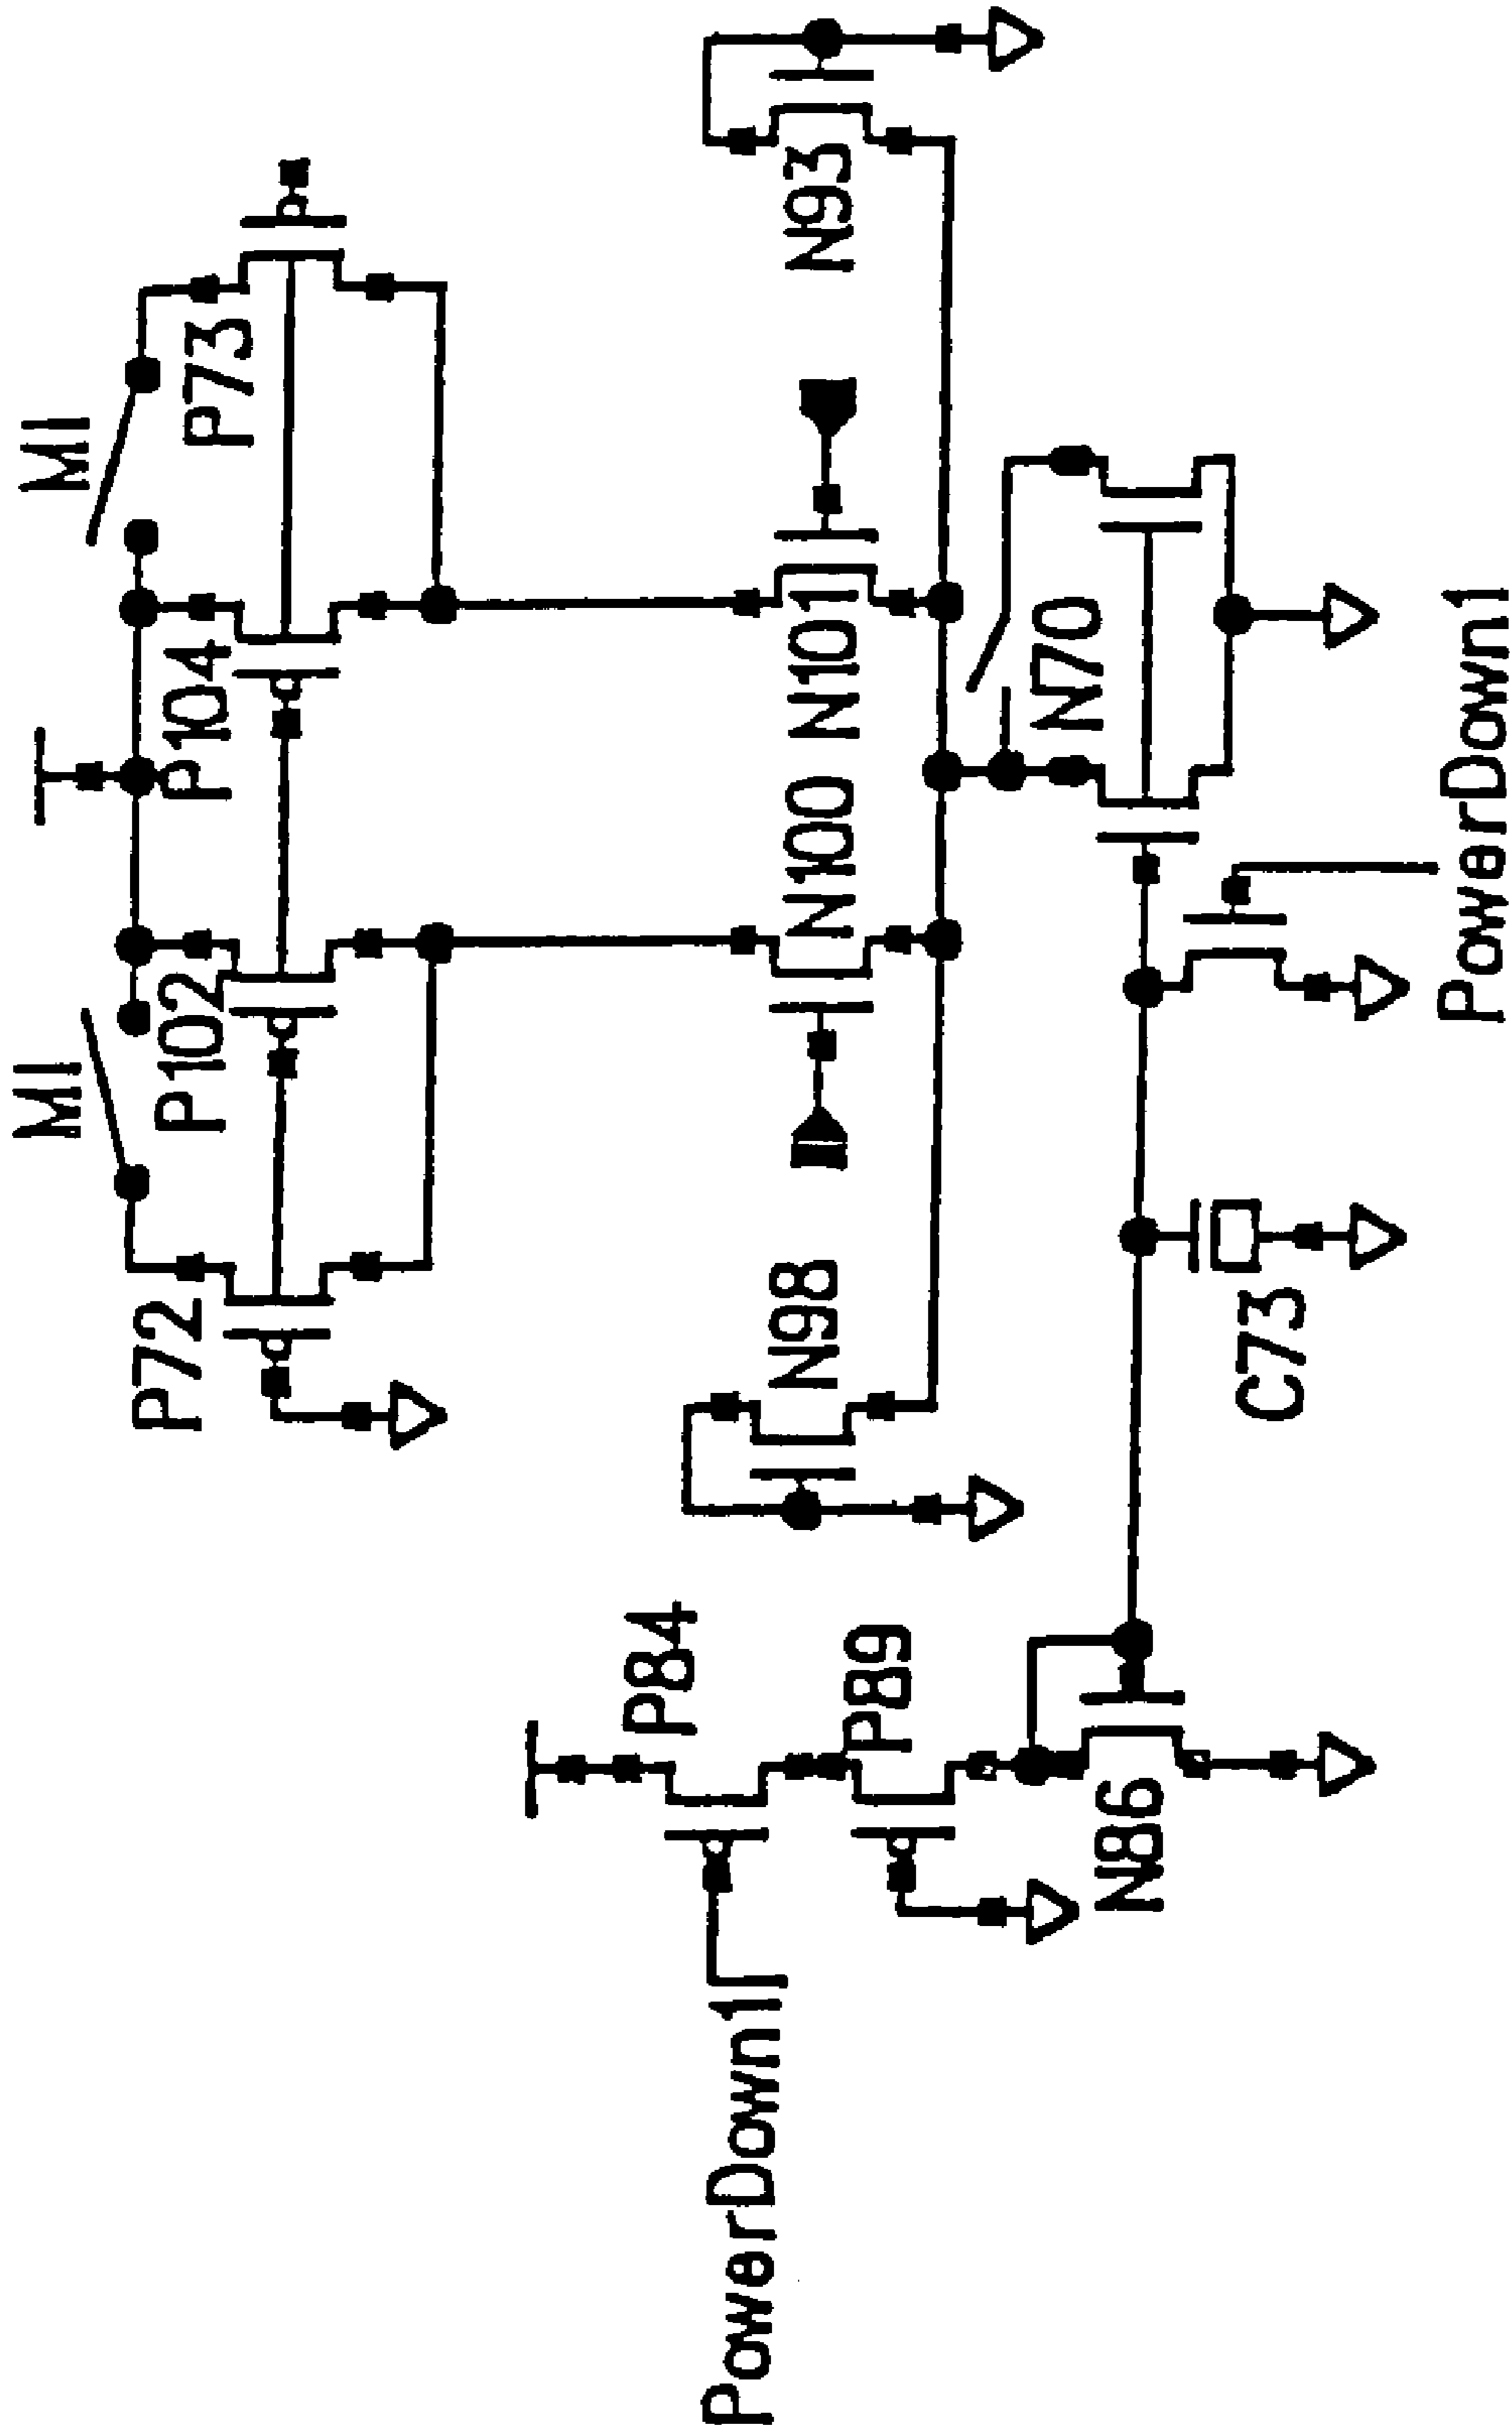 MI
MI
P72
P102
P104
P73
P84
PowerDown1
N98
N100 N101
N93
P89
N70
N86
C73
PowerDown1